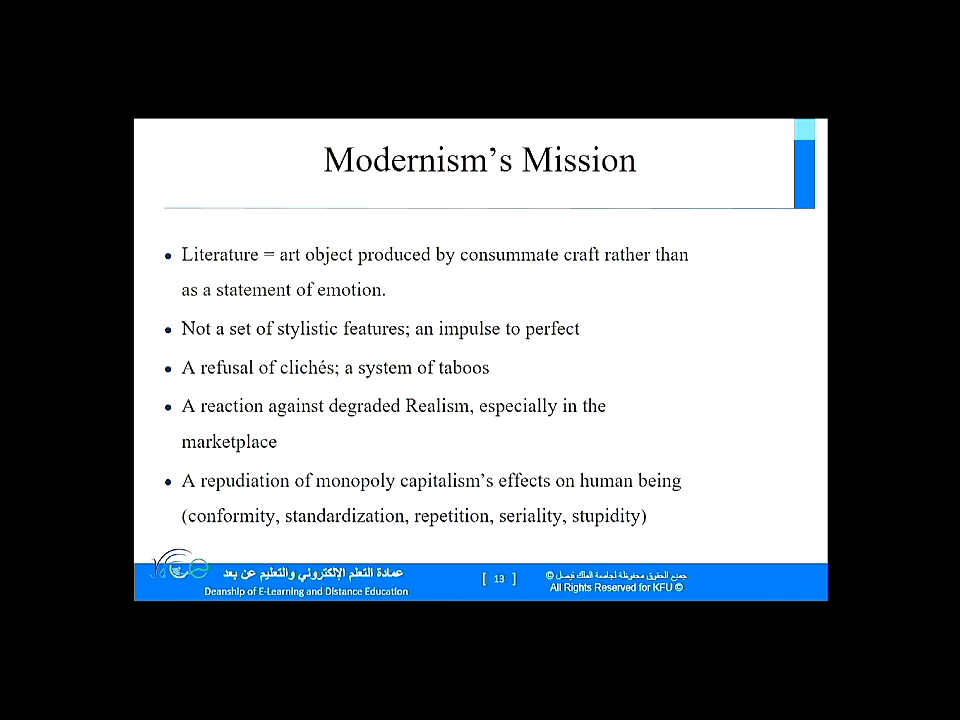 Modernism’s Mission
• Literature = art object produced by consummate craft rather than
as a statement of emotion.
• Not a set of stylistic features; an impulse to perfect
• A refusal of clichés; a system of taboos
• A reaction against degraded Realism, especially in the
marketplace
• A repudiation of monopoly capitalism’s effects on human being
(conformity, standardization, repetition, seriality, stupidity)
عمادة التعلم الإلكتروني والتعليم عن بعد
Deanship of E-Learning and Distance Education
[ 13 ]
جميع الحقوق محفوظة لجامعة الملك فيصل ©
All Rights Reserved for KFU ©